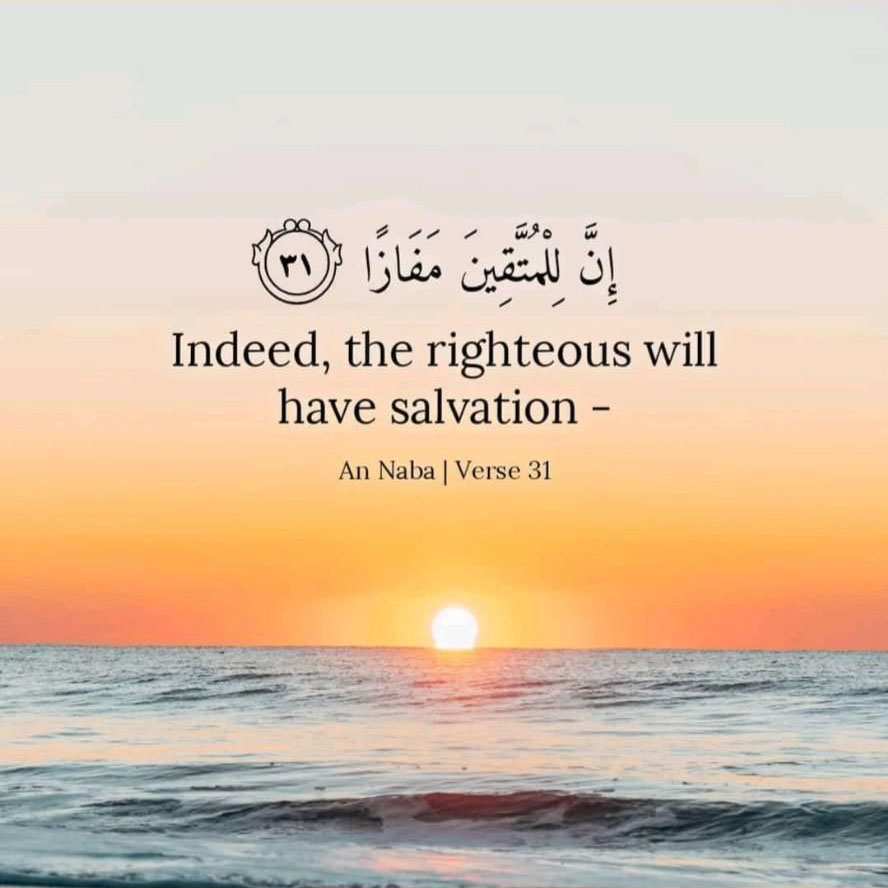 إِنَّ لِلْمُتَّقِينَ مَفَازًا ٣١
Indeed, the righteous will
have salvation -
An Naba | Verse 31